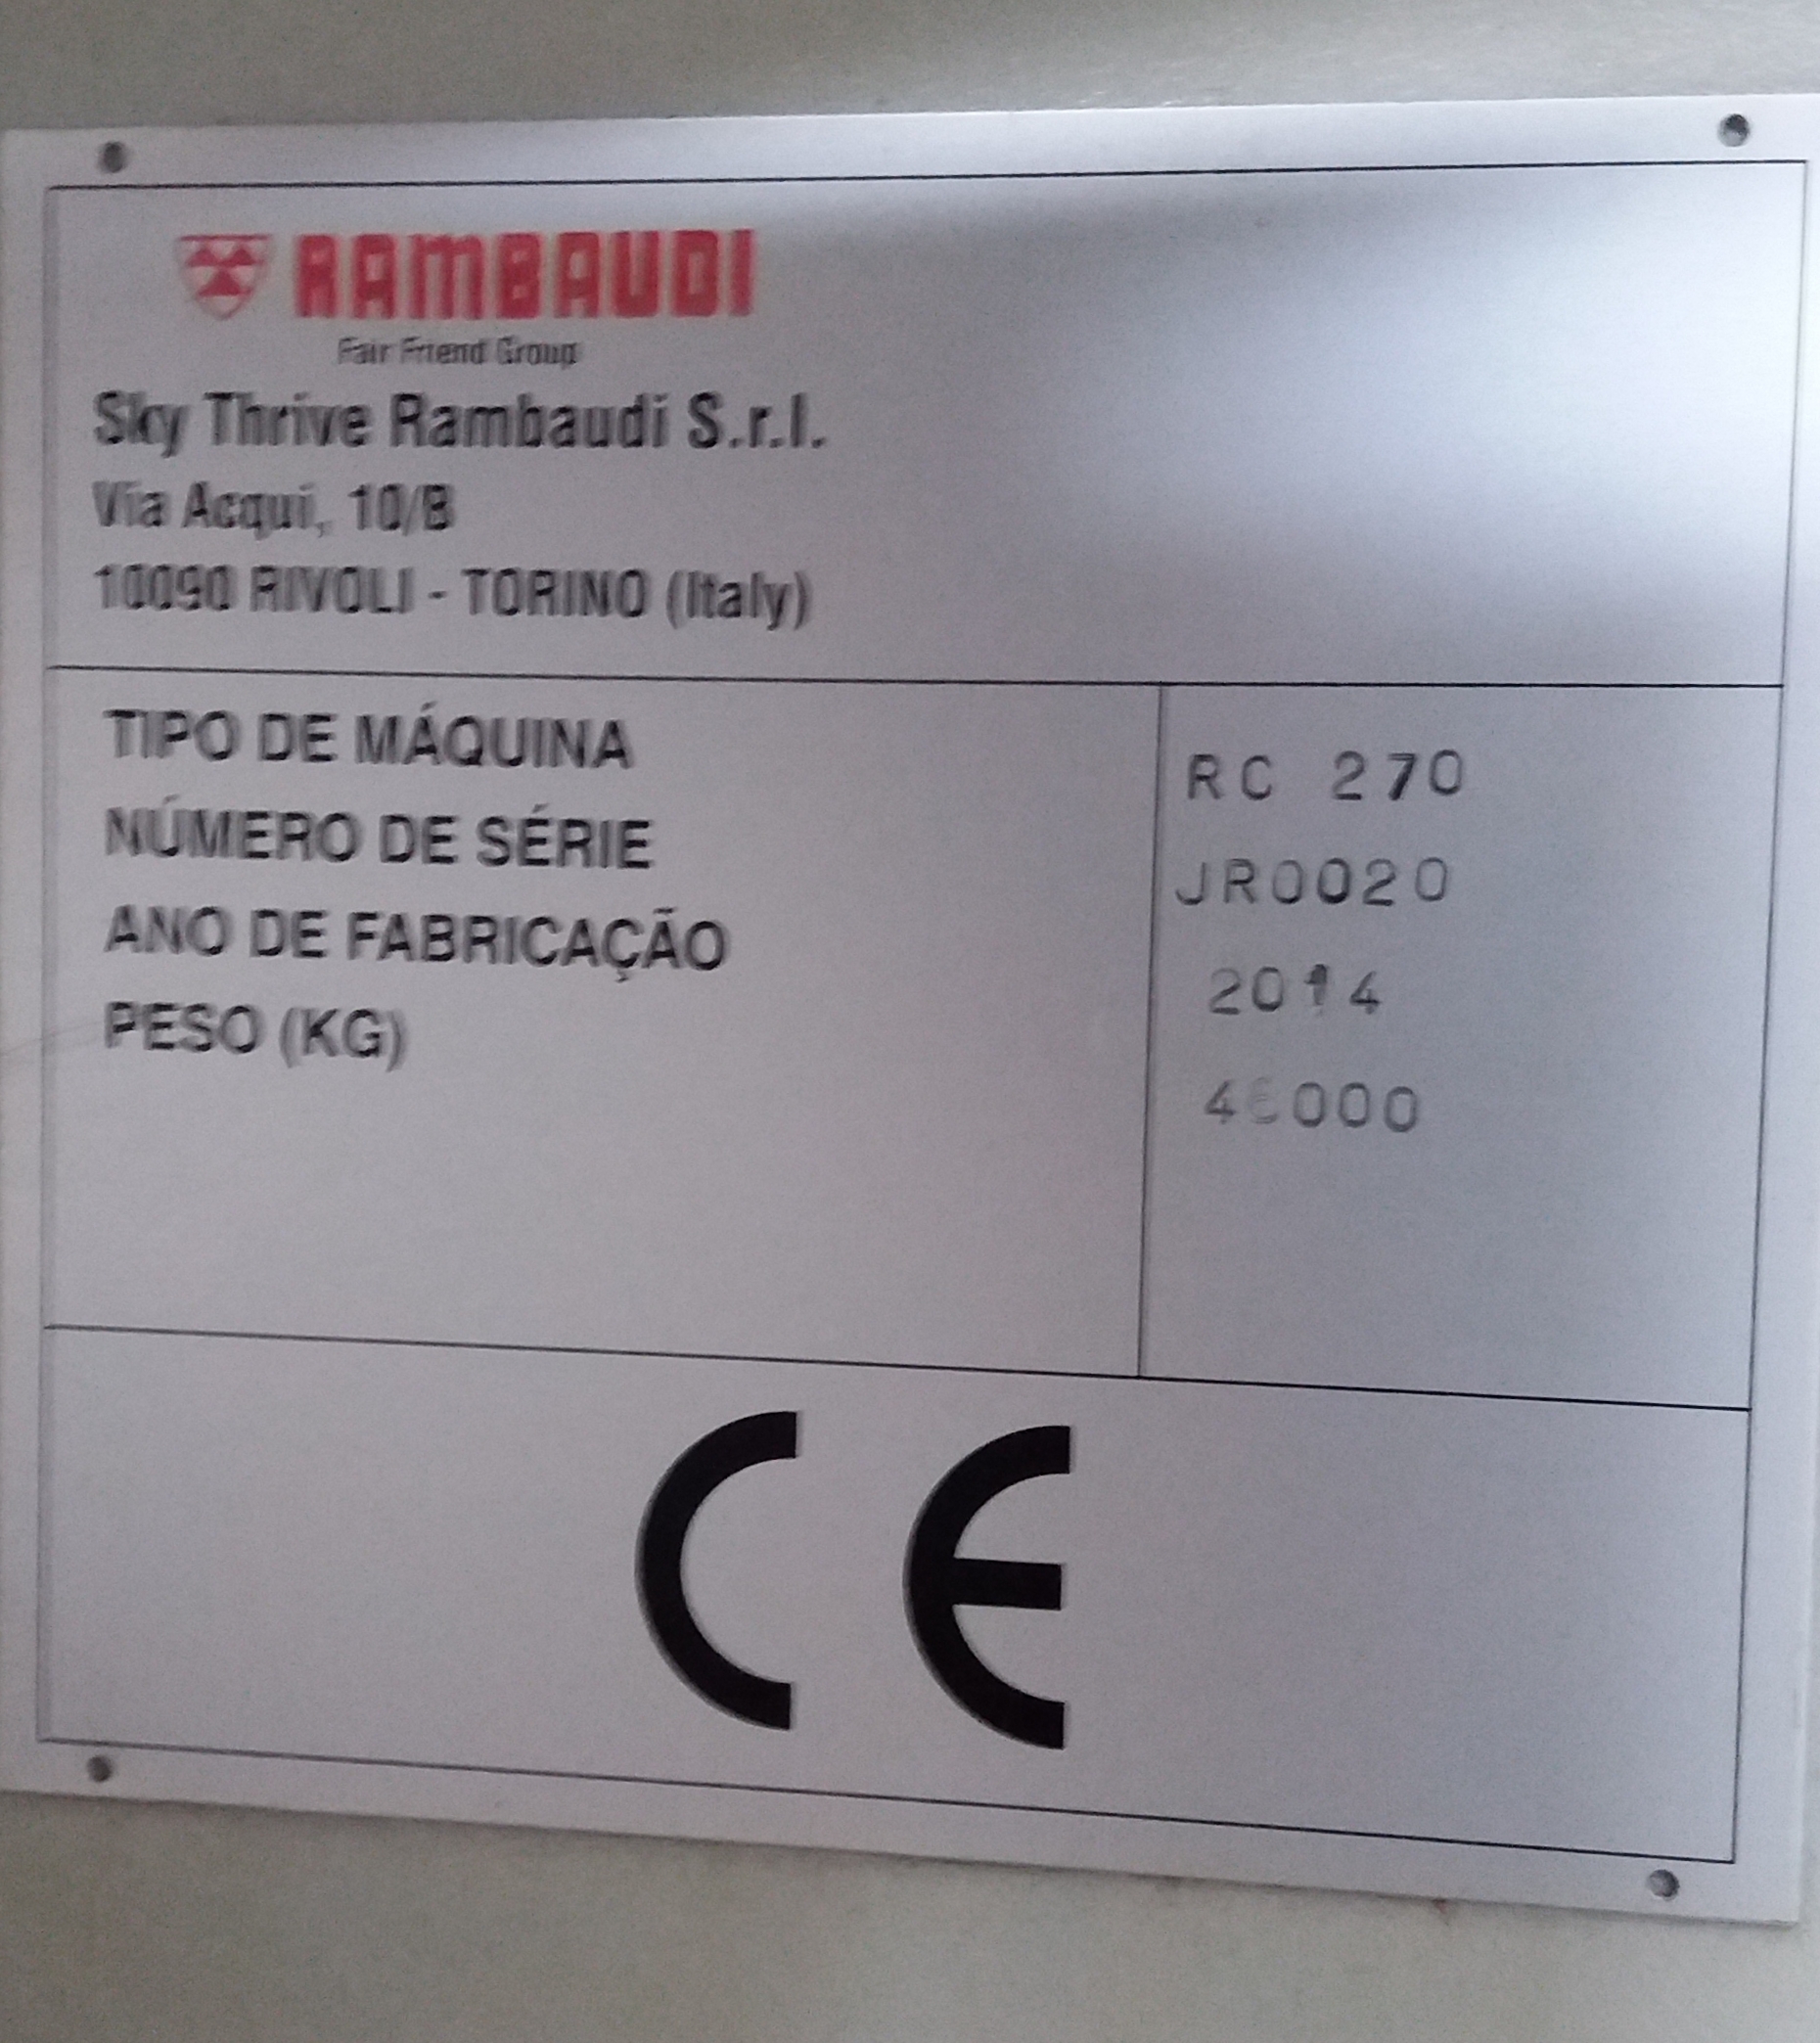 RAMBAUDI
Fair Friend Group
Sky Thrive Rambaudi S.r.l.
Via Acqui, 10/B
10090 RIVOLI - TORINO (Italy)
TIPO DE MÁQUINA RC 270
NÚMERO DE SÉRIE JR0020
ANO DE FABRICAÇÃO 2014
PESO (KG)
CE